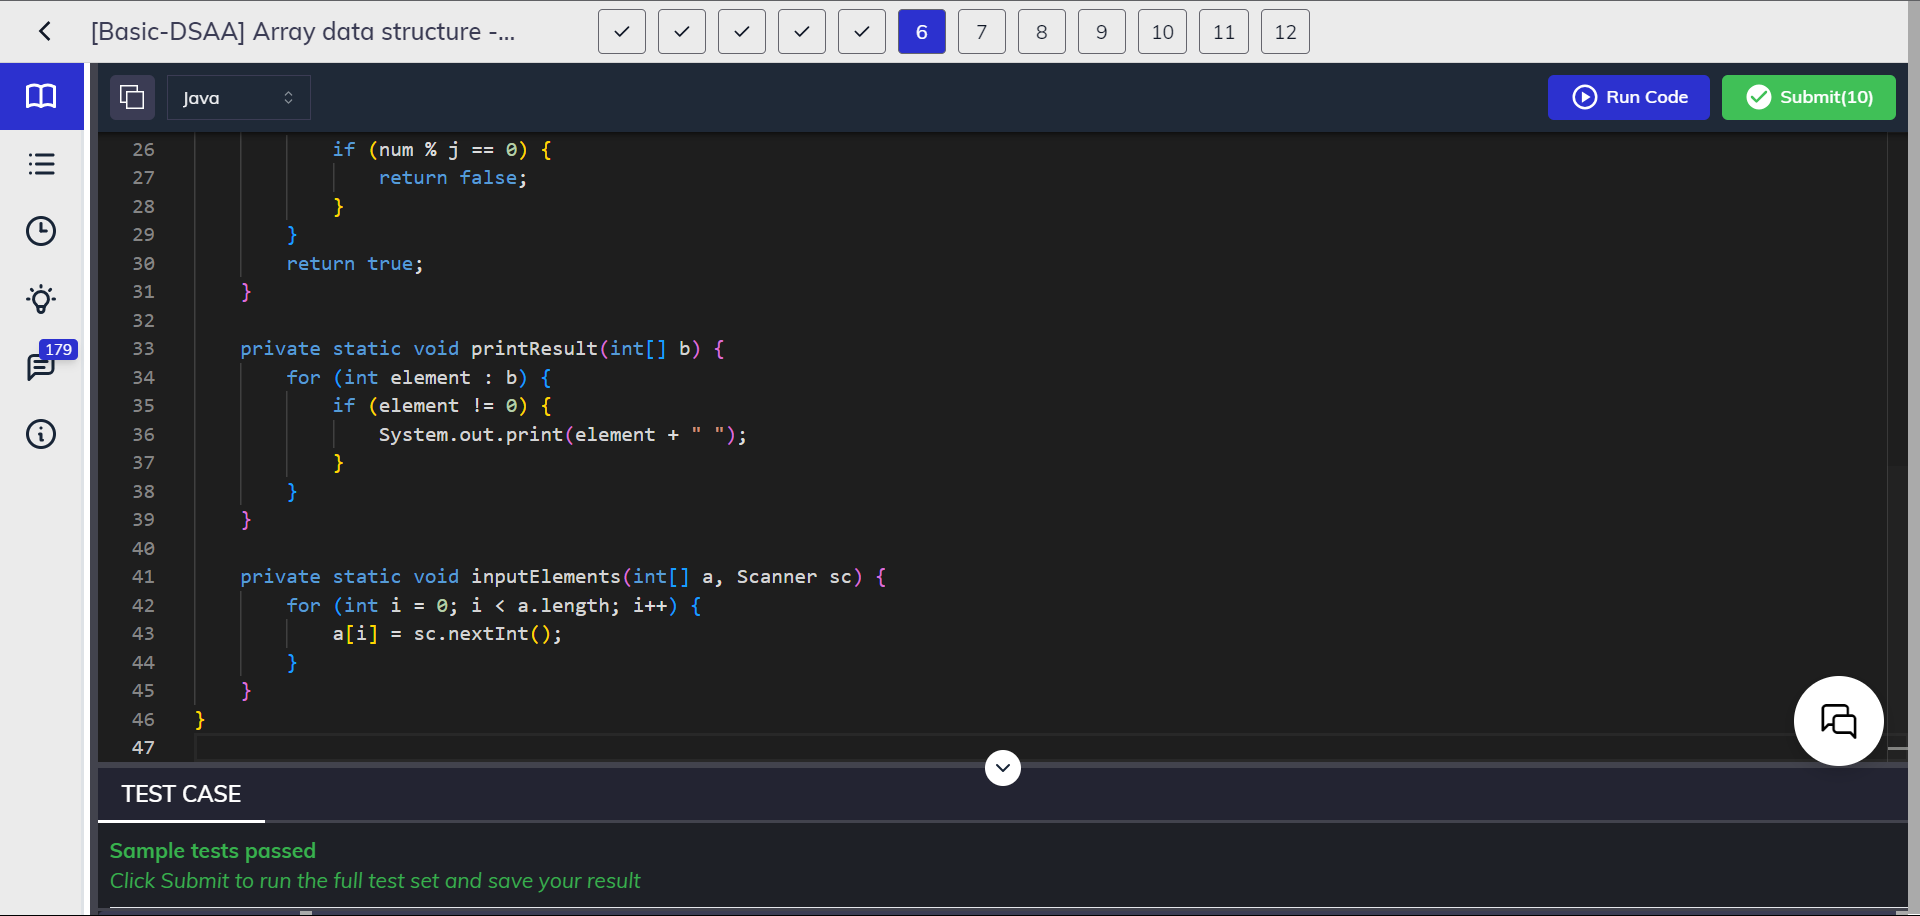 [Basic-DSAA] Array data structure -...
6 7 8 9 10 11 12
Java
Run Code
Submit(10)
179
26 if (num % j == 0) {
27 return false;
28 }
29 }
30 return true;
31 }
32
33 private static void printResult(int[] b) {
34 for (int element : b) {
35 if (element != 0) {
36 System.out.print(element + " ");
37 }
38 }
39 }
40
41 private static void inputElements(int[] a, Scanner sc) {
42 for (int i = 0; i < a.length; i++) {
43 a[i] = sc.nextInt();
44 }
45 }
46 }
47
TEST CASE
Sample tests passed
Click Submit to run the full test set and save your result